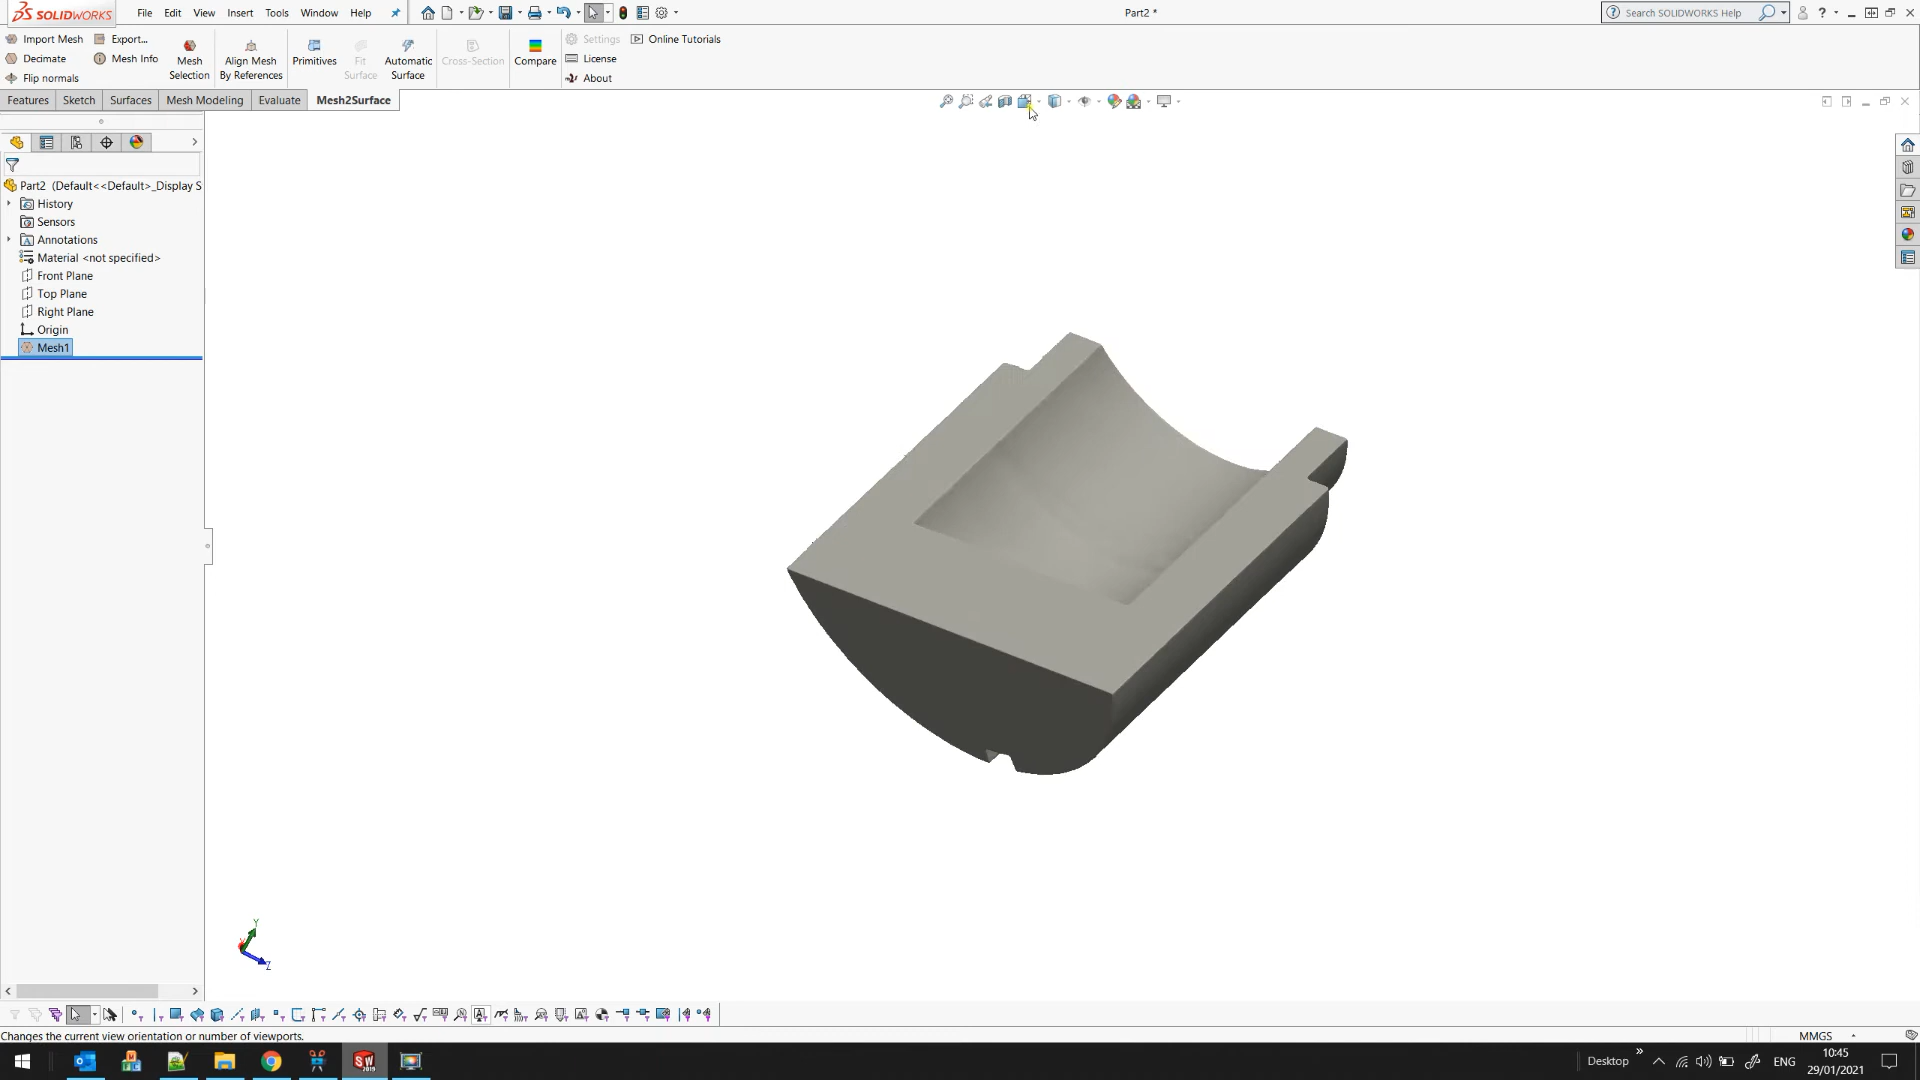 SOLIDWORKS File Edit View Insert Tools Window Help Part2 * Search SOLIDWORKS Help ?
Import Mesh Export... Settings Online Tutorials
Decimate Mesh Info Mesh Selection Align Mesh By References Primitives Fit Surface Automatic Surface Cross-Section Compare License
Flip normals About
Features Sketch Surfaces Mesh Modeling Evaluate Mesh2Surface
Part2 (Default<<Default>_Display S
History
Sensors
Annotations
Material <not specified>
Front Plane
Top Plane
Right Plane
Origin
Mesh1
Y
Z
Changes the current view orientation or number of viewports. MMGS
Desktop » ENG 10:45
29/01/2021